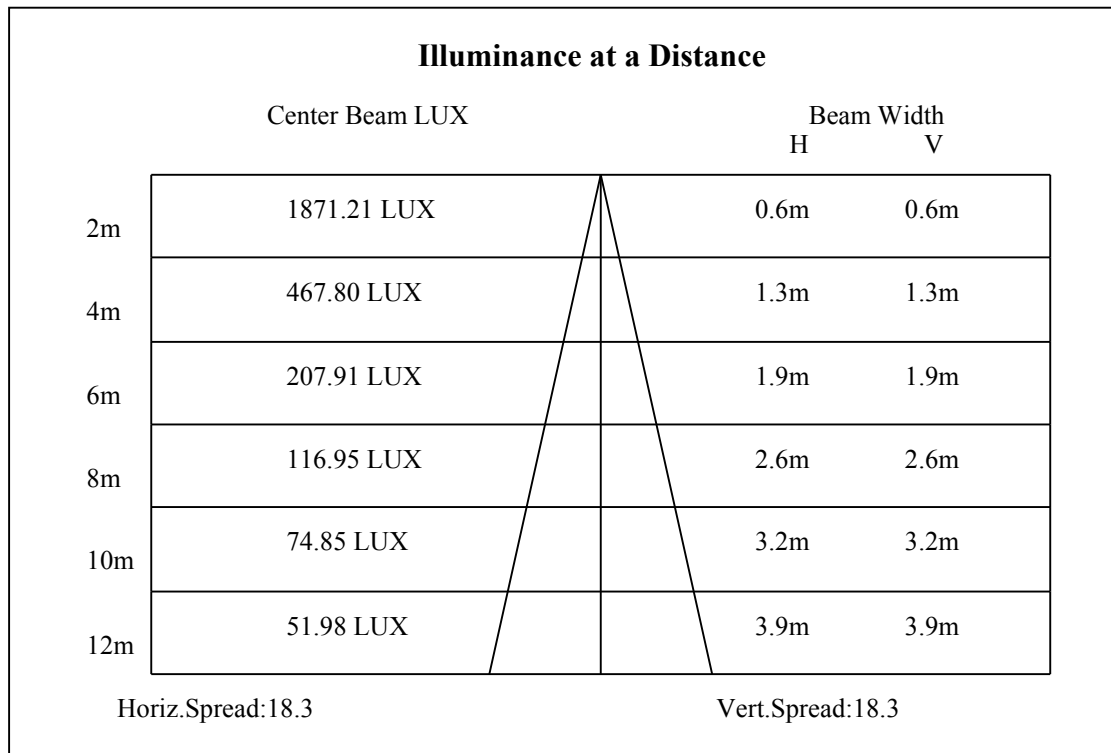 Illuminance at a Distance
Center Beam LUX Beam Width
H V
2m 1871.21 LUX 0.6m 0.6m
4m 467.80 LUX 1.3m 1.3m
6m 207.91 LUX 1.9m 1.9m
8m 116.95 LUX 2.6m 2.6m
10m 74.85 LUX 3.2m 3.2m
12m 51.98 LUX 3.9m 3.9m
Horiz.Spread:18.3 Vert.Spread:18.3